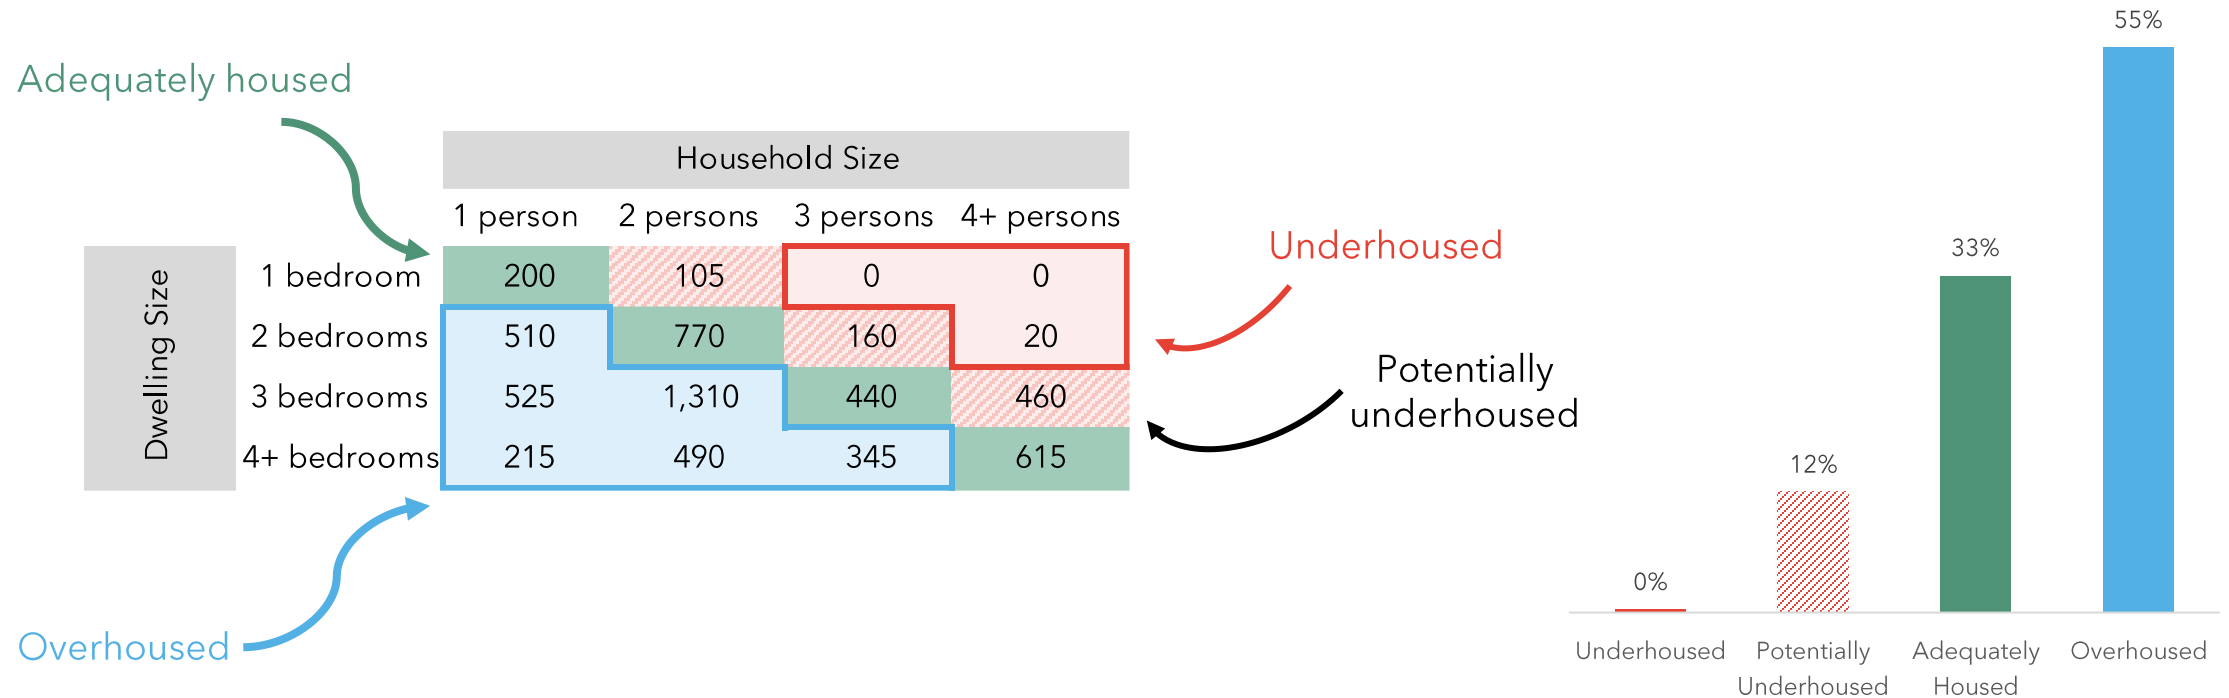 Adequately housed
Household Size
1 person 2 persons 3 persons 4+ persons
Dwelling Size
1 bedroom 200 105 0 0
2 bedrooms 510 770 160 20
3 bedrooms 525 1,310 440 460
4+ bedrooms 215 490 345 615
Overhoused
Underhoused
Potentially
underhoused
0%
12%
33%
55%
Underhoused
Potentially
Underhoused
Adequately
Housed
Overhoused